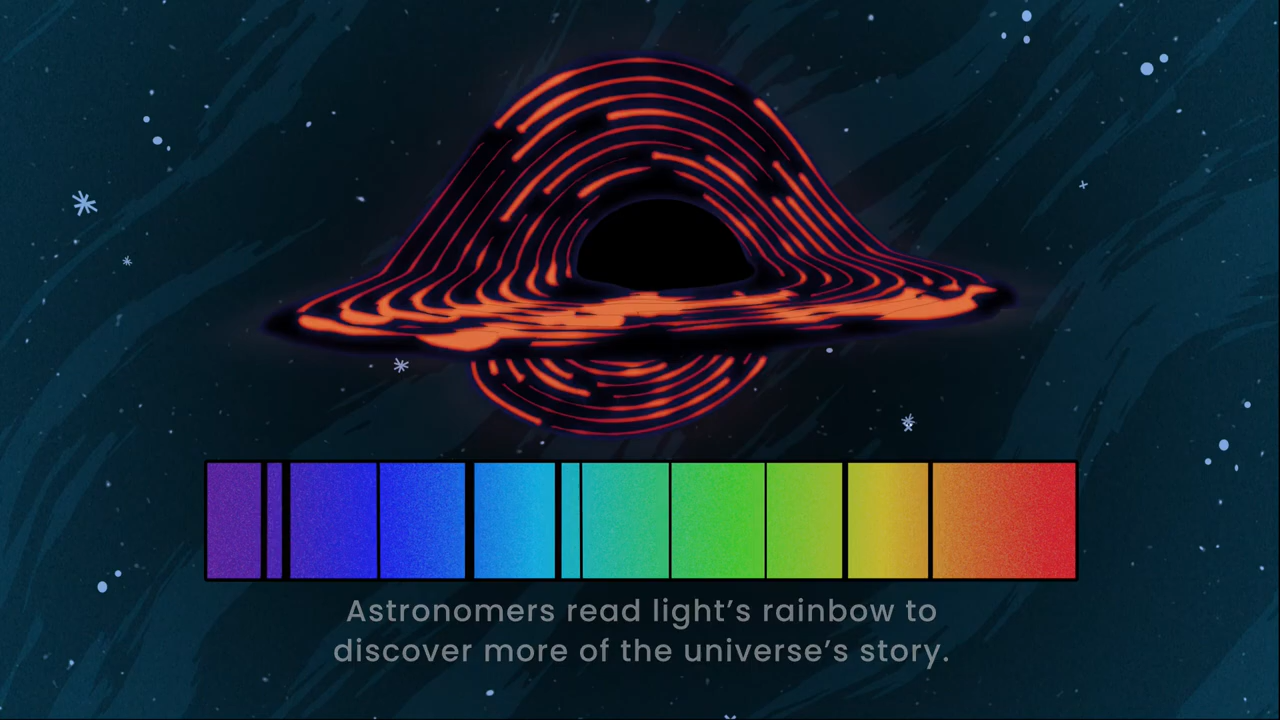 Astronomers read light’s rainbow to
discover more of the universe’s story.